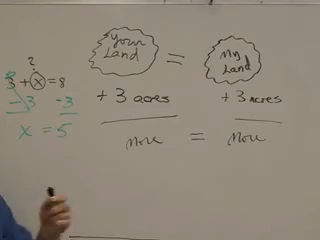 ?
3 + x = 8
-3 -3
x = 5
Your Land = My Land
+ 3 acres + 3 acres
More = More